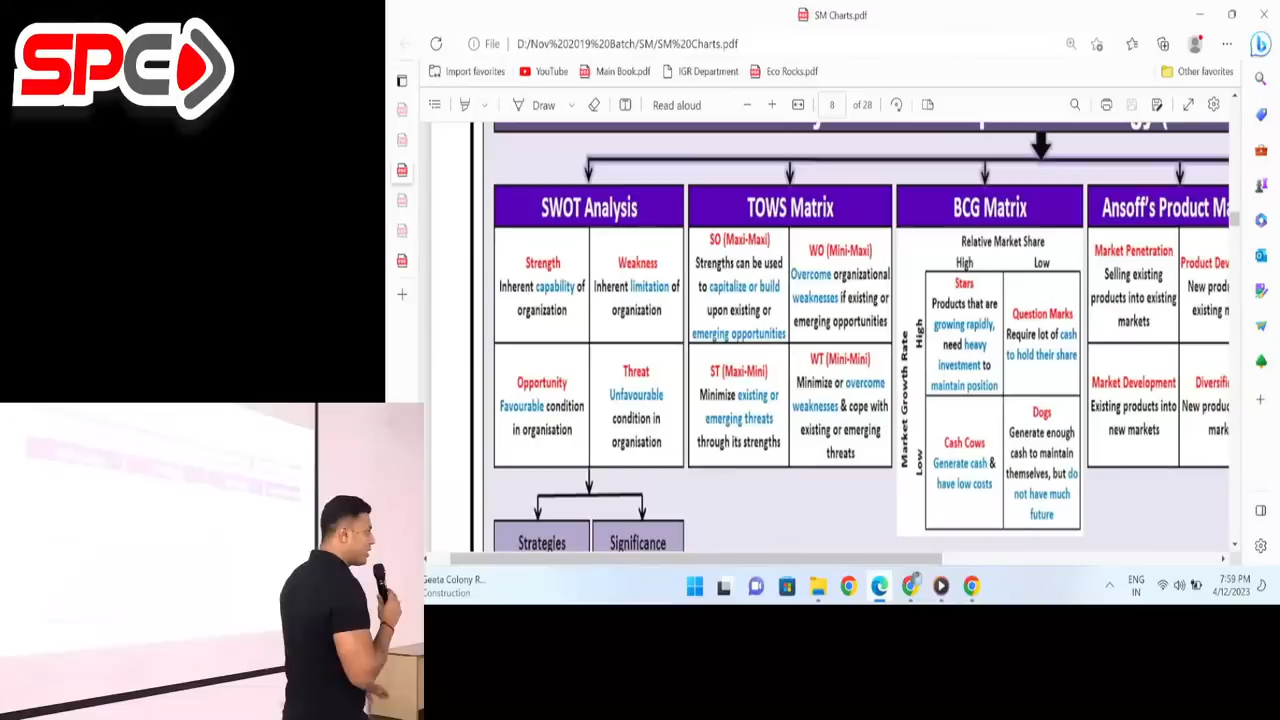 SPE
SM Charts.pdf
File D:/Nov%202019%20Batch/SM/SM%20Charts.pdf
Import favorites YouTube Main Book.pdf IGR Department Eco Rocks.pdf Other favorites
Draw Read aloud 8 of 28
SWOT Analysis
Strength
Inherent capability of
organization
Weakness
Inherent limitation of
organization
Opportunity
Favourable condition
in organisation
Threat
Unfavourable
condition in
organisation
Strategies
Significance
TOWS Matrix
SO (Maxi-Maxi)
Strengths can be used
to capitalize or build
upon existing or
emerging opportunities
WO (Mini-Maxi)
Overcome organizational
weaknesses if existing or
emerging opportunities
ST (Maxi-Mini)
Minimize existing or
emerging threats
through its strengths
WT (Mini-Mini)
Minimize or overcome
weaknesses & cope with
existing or emerging
threats
BCG Matrix
Relative Market Share
High Low
Market Growth Rate
High
Low
Stars
Products that are
growing rapidly,
need heavy
investment to
maintain position
Question Marks
Require lot of cash
to hold their share
Cash Cows
Generate cash &
have low costs
Dogs
Generate enough
cash to maintain
themselves, but do
not have much
future
Ansoff's Product Ma
Market Penetration
Selling existing
products into existing
markets
Product Dev
New prod
existing
Market Development
Existing products into
new markets
Diversific
New produc
mark
Geeta Colony R...
Construction
ENG
IN
7:59 PM
4/12/2023